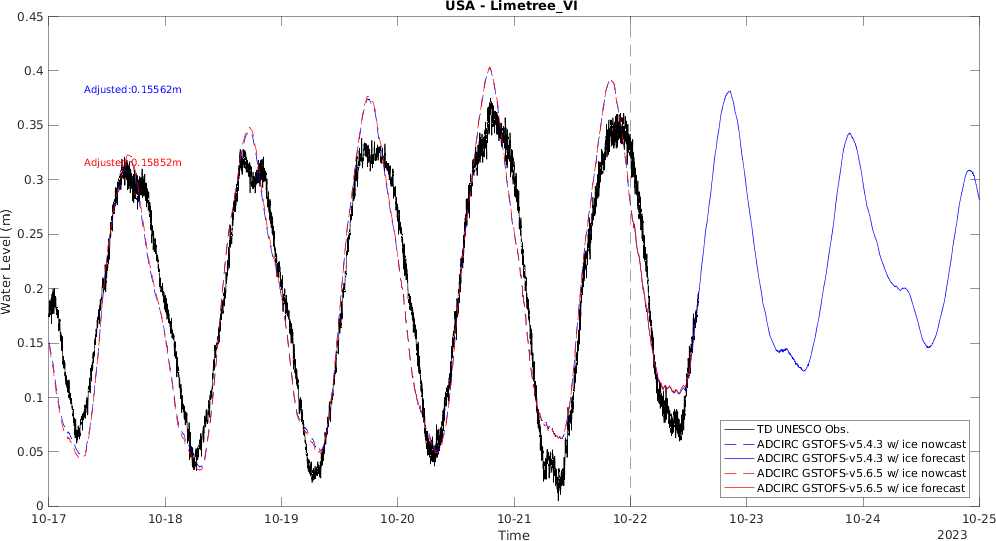 USA - Limetree_VI
0.45
0.4
0.35
0.3
0.25
0.2
0.15
0.1
0.05
0
Water Level (m)
Adjusted:0.15562m
Adjusted:0.15852m
TD UNESCO Obs.
ADCIRC GSTOFS-v5.4.3 w/ ice nowcast
ADCIRC GSTOFS-v5.4.3 w/ ice forecast
ADCIRC GSTOFS-v5.6.5 w/ ice nowcast
ADCIRC GSTOFS-v5.6.5 w/ ice forecast
10-17 10-18 10-19 10-20 10-21 10-22 10-23 10-24 10-25
Time
2023